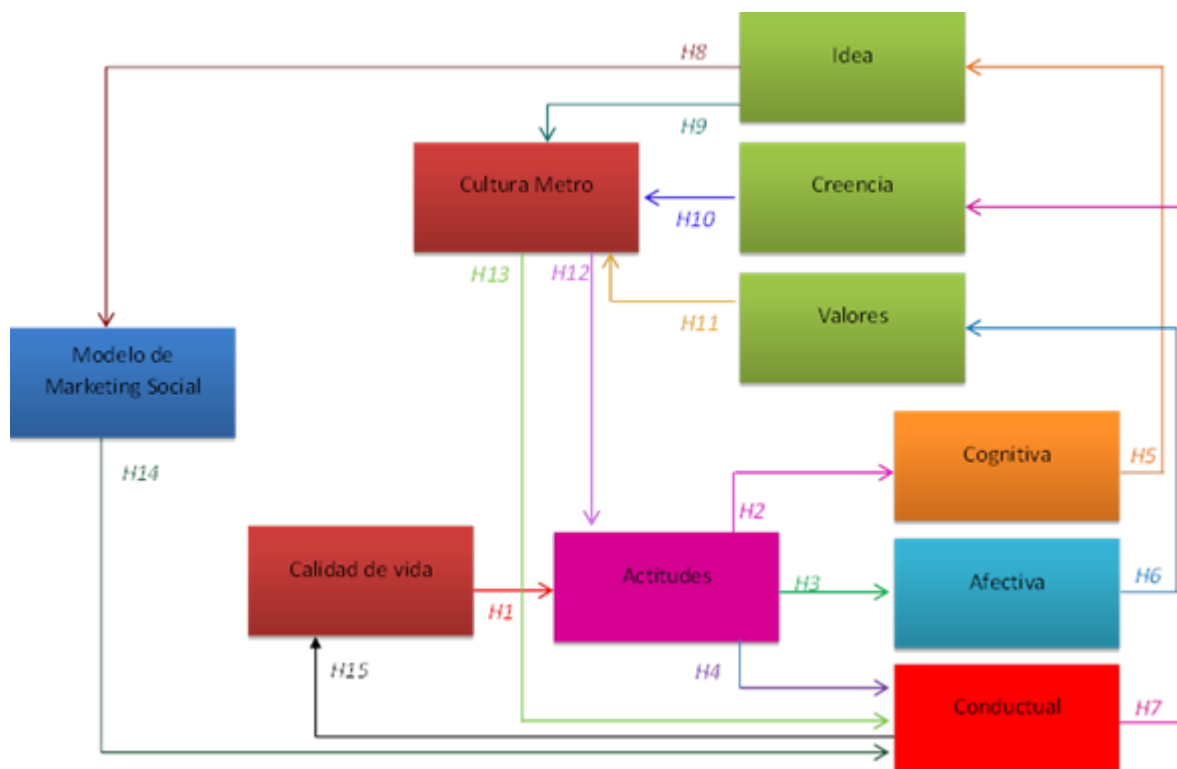 H8
Idea
H9
Cultura Metro
Creencia
H10
H13
H12
Valores
H11
Modelo de
Marketing Social
H14
Cognitiva
H5
H2
Calidad de vida
Actitudes
H3
Afectiva
H6
H1
H15
H4
Conductual
H7